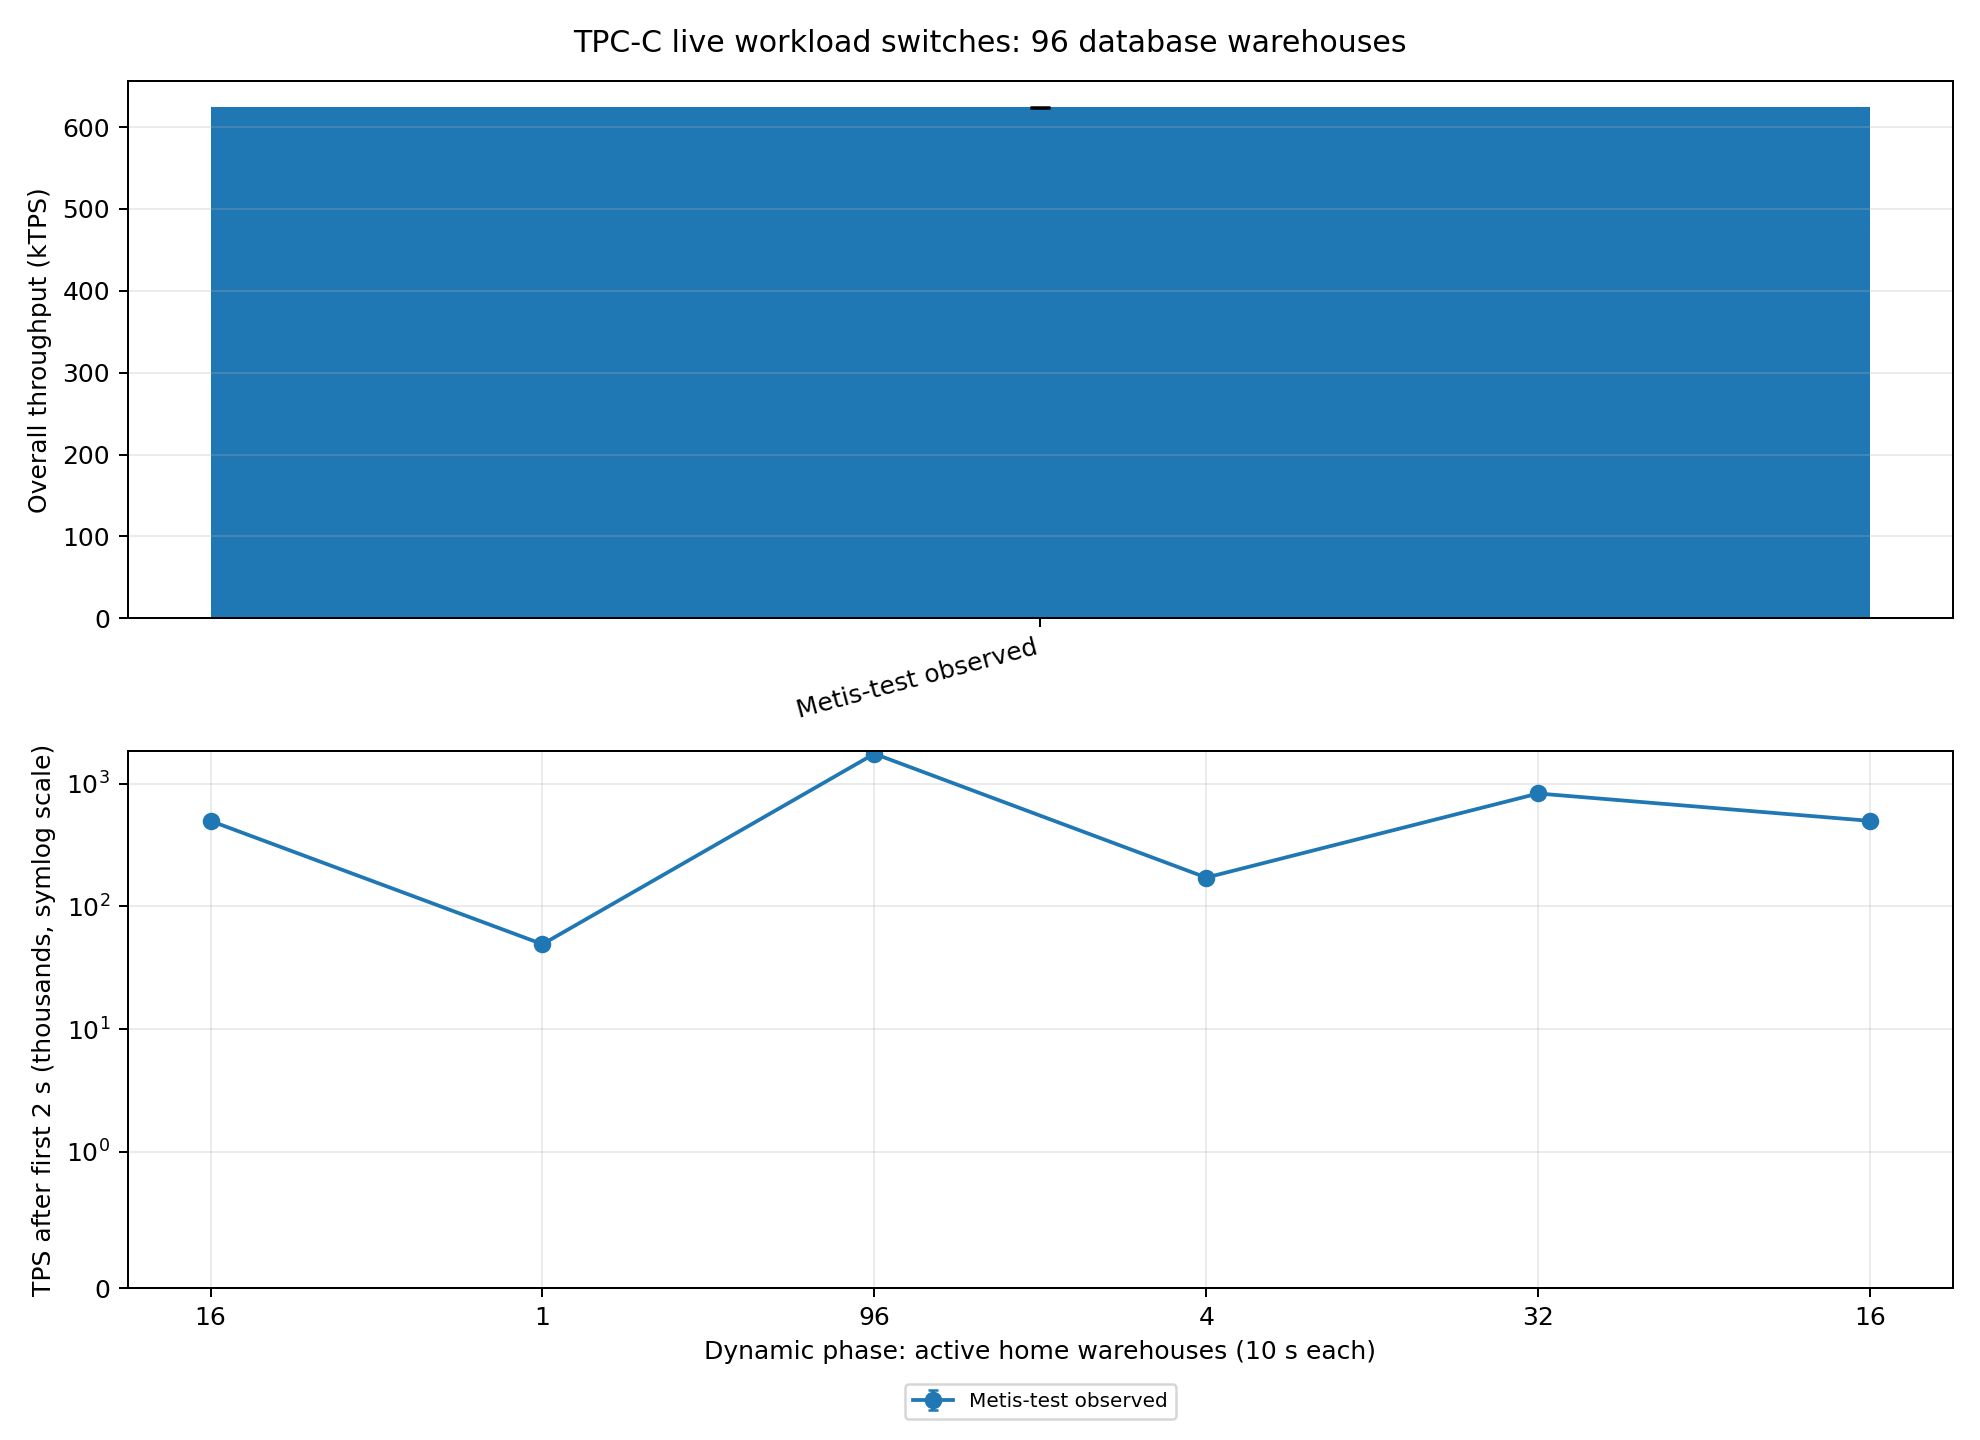 TPC-C live workload switches: 96 database warehouses
Overall throughput (kTPS)
600
500
400
300
200
100
0
Metis-test observed
TPS after first 2 s (thousands, symlog scale)
10³
10²
10¹
10⁰
0
16 1 96 4 32 16
Dynamic phase: active home warehouses (10 s each)
Metis-test observed